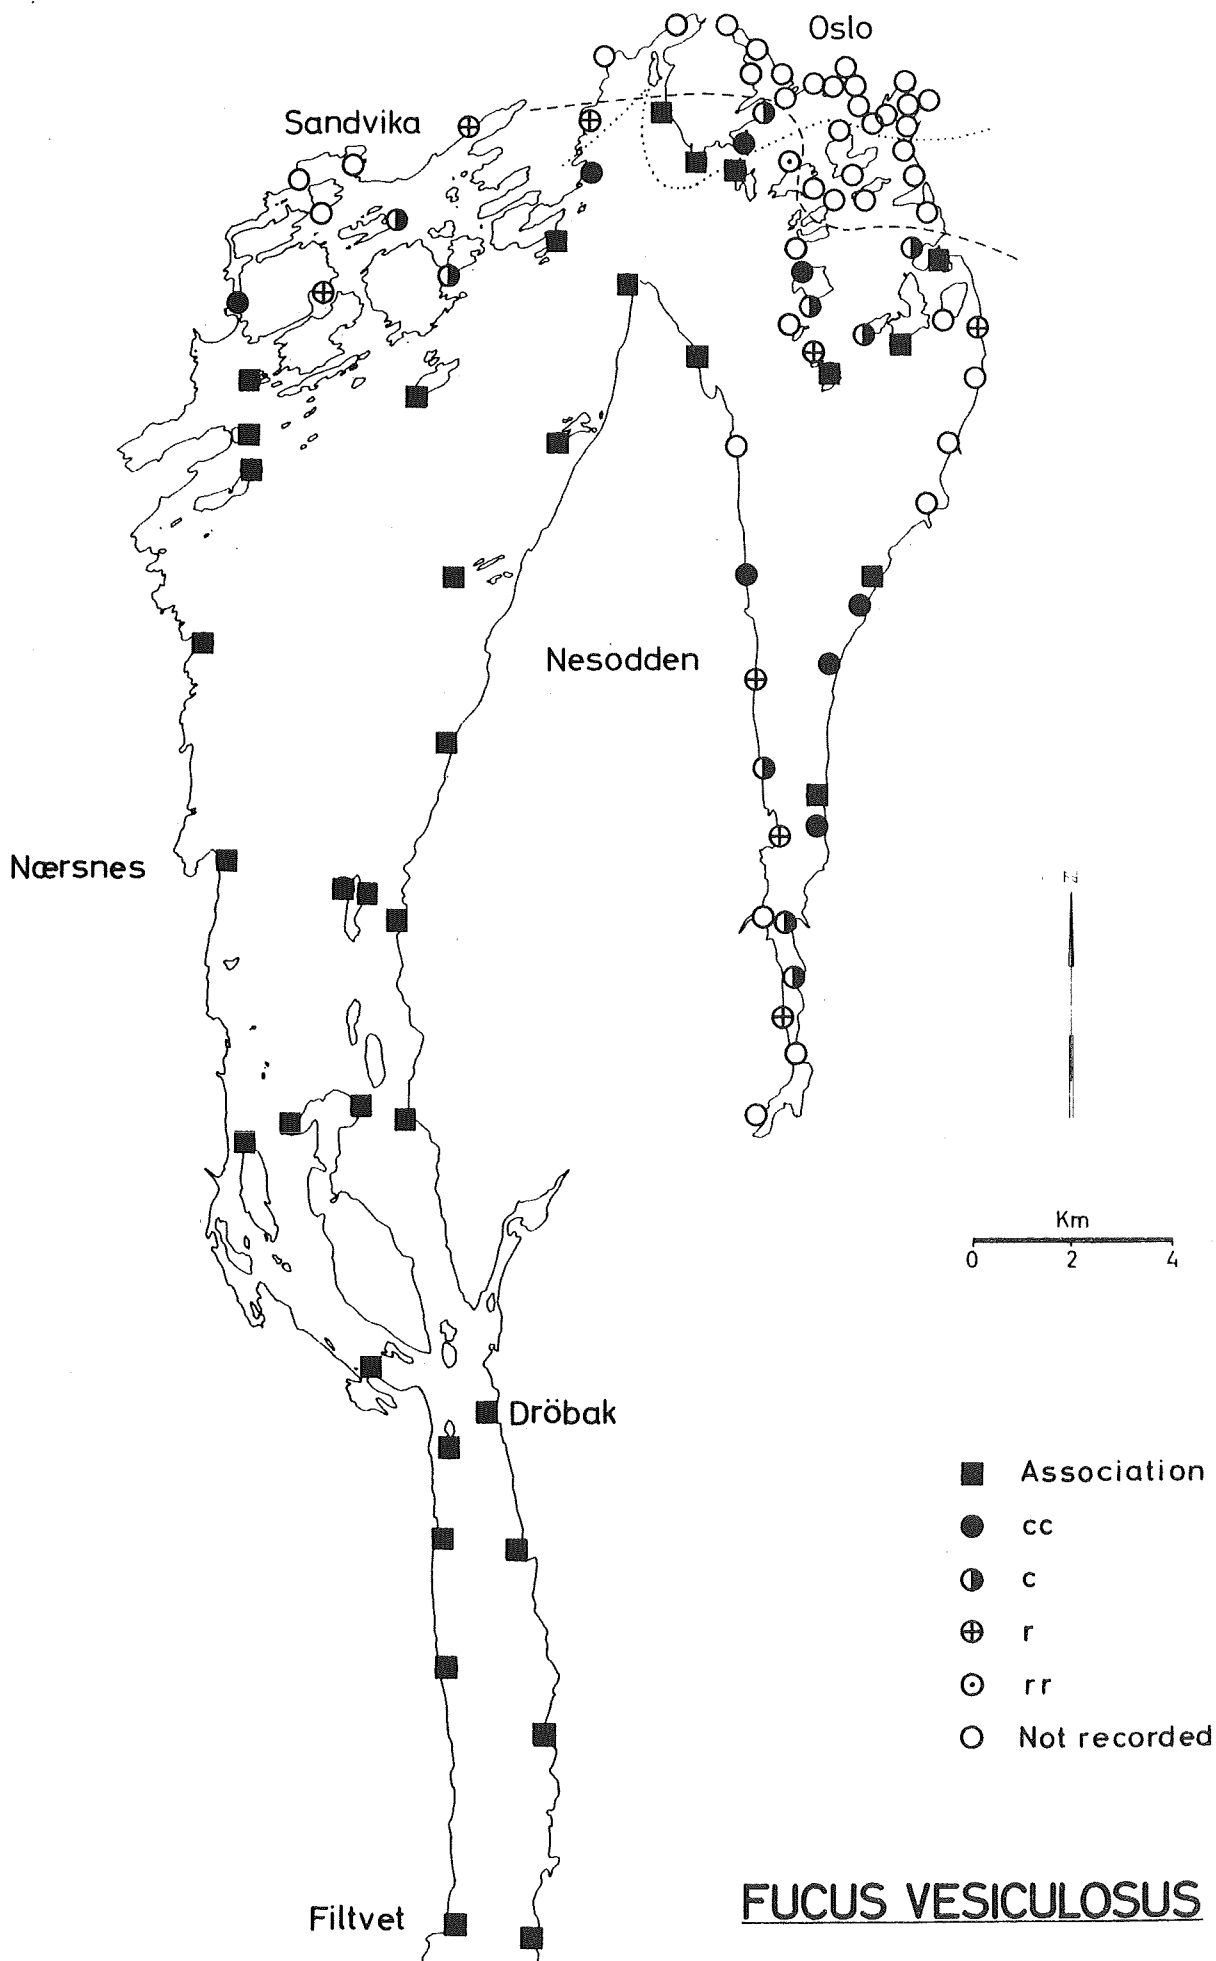 Oslo
Sandvika
Nesodden
Nærsnes
N
Km
0 2 4
Dröbak
Association
cc
c
r
rr
Not recorded
Filtvet
FUCUS VESICULOSUS